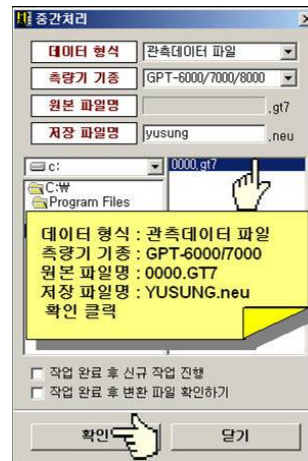 중간처리
데이터 형식 관측데이터 파일
측량기 기종 GPT-6000/7000/8000
원본 파일명 .gt7
저장 파일명 yusung .neu
c: 0000.gt7
C:₩
Program Files
데이터 형식 : 관측데이터 파일
측량기 기종 : GPT-6000/7000
원본 파일명 : 0000.GT7
저장 파일명 : YUSUNG.neu
확인 클릭
작업 완료 후 신규 작업 진행
작업 완료 후 변환 파일 확인하기
확인 닫기